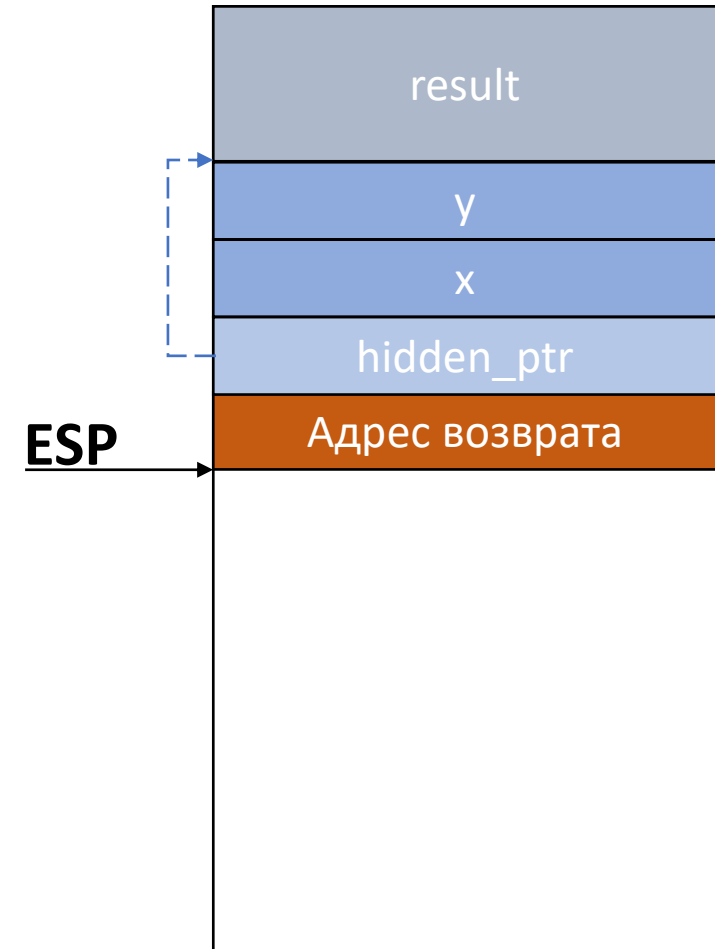 result
y
x
hidden_ptr
Адрес возврата
ESP